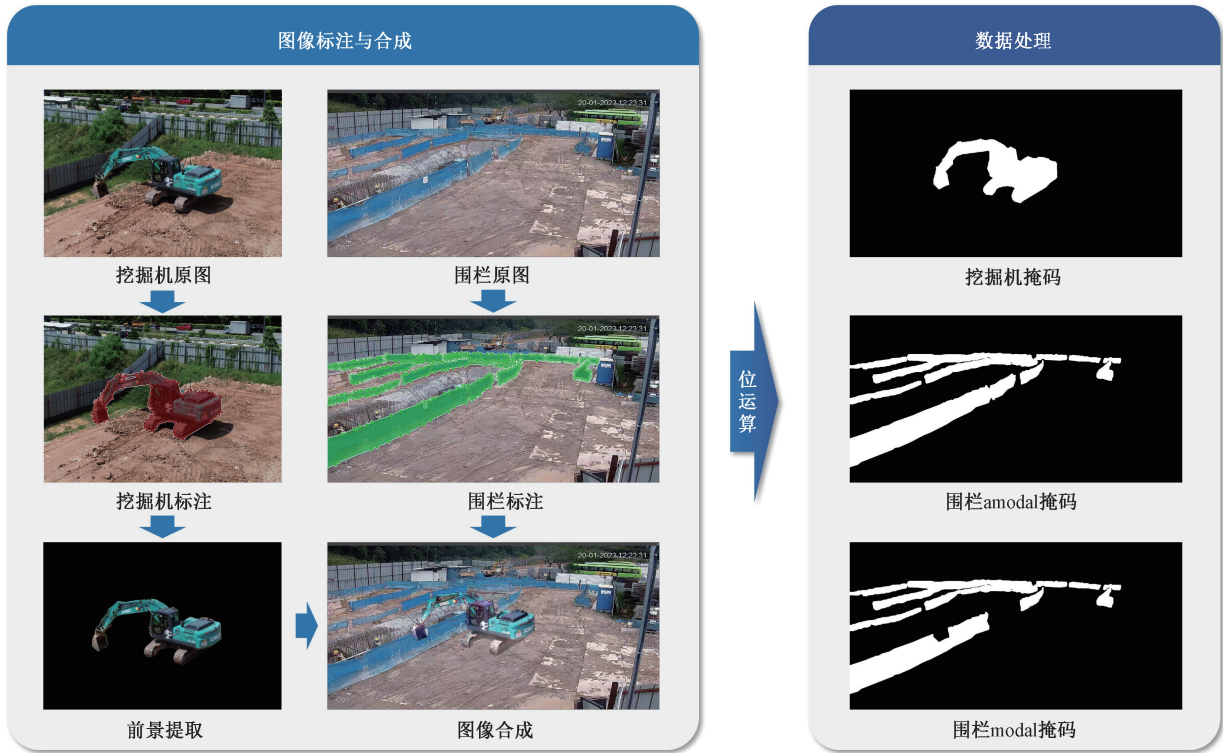 图像标注与合成
数据处理
20-01-2023 12:23:31
挖掘机原图
围栏原图
挖掘机掩码
20-01-2023 12:23:31
位运算
挖掘机标注
围栏标注
围栏amodal掩码
20-01-2023 12:23:31
前景提取
图像合成
围栏modal掩码